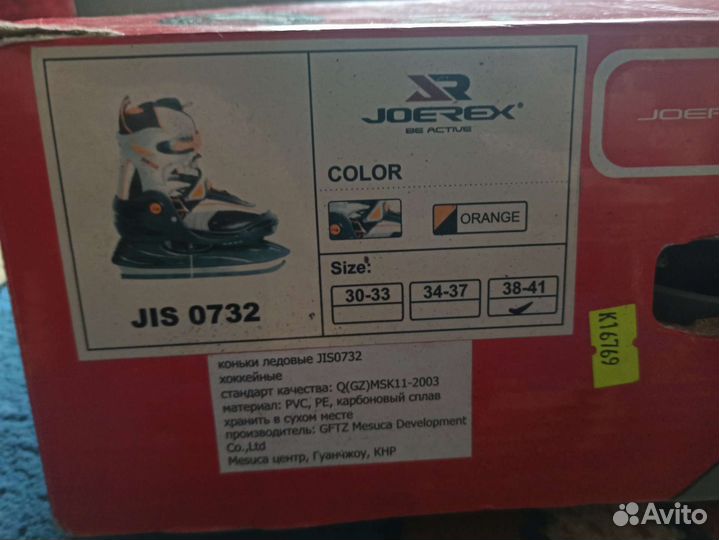 JOEREX®
BE ACTIVE
COLOR
ORANGE
Size:
30-33 34-37 38-41
JIS 0732
JOER
K16769
коньки ледовые JIS0732
хоккейные
стандарт качества: Q(GZ)MSK11-2003
материал: PVC, PE, карбоновый сплав
хранить в сухом месте
производитель: GFTZ Mesuca Development
Co.,Ltd
Mesuca центр, Гуанчжоу, КНР
Avito